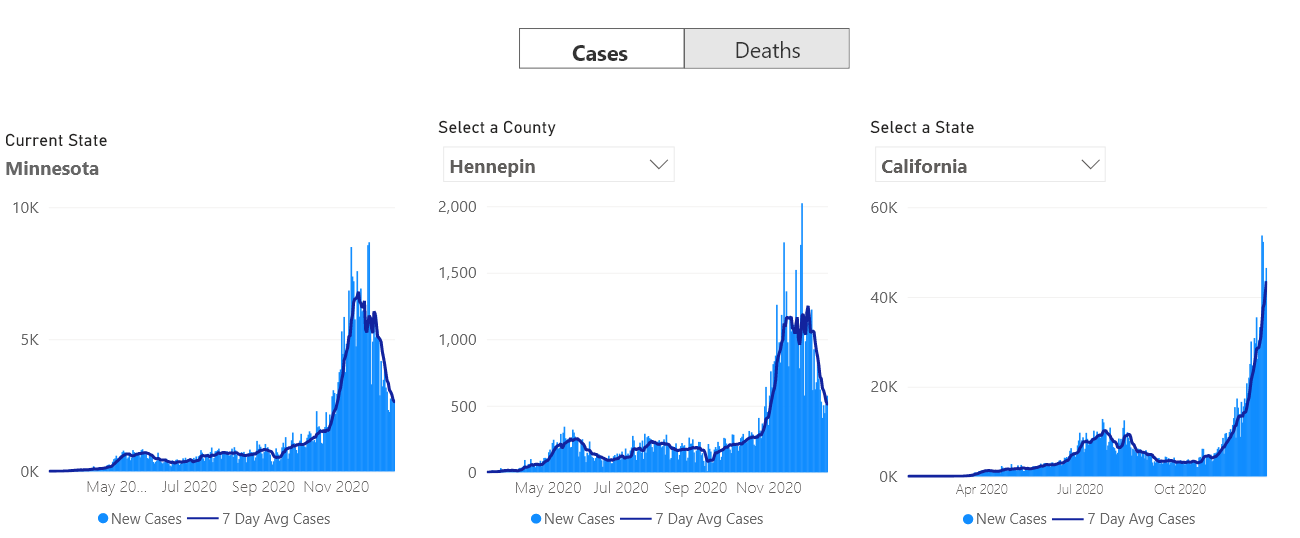 Cases Deaths
Current State
Minnesota
10K
5K
0K
May 20... Jul 2020 Sep 2020 Nov 2020
New Cases 7 Day Avg Cases
Select a County
Hennepin
2,000
1,500
1,000
500
0
May 2020 Jul 2020 Sep 2020 Nov 2020
New Cases 7 Day Avg Cases
Select a State
California
60K
40K
20K
0K
Apr 2020 Jul 2020 Oct 2020
New Cases 7 Day Avg Cases